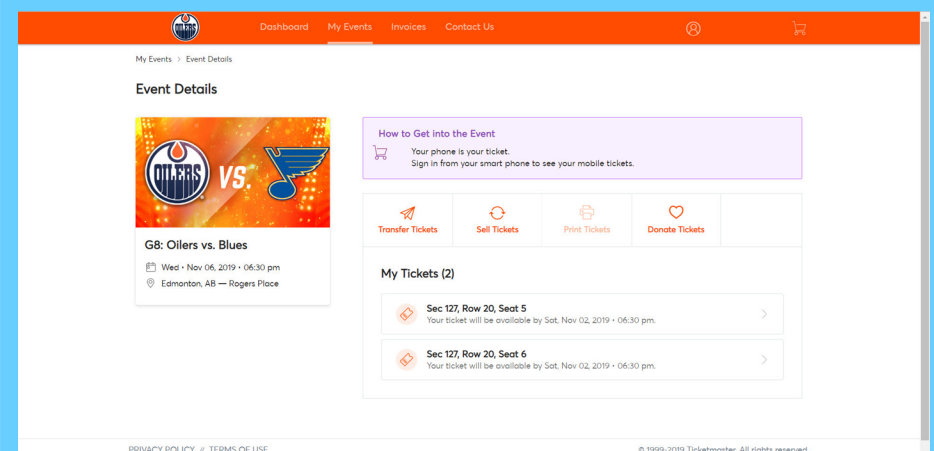 OILERS
Dashboard My Events Invoices Contact Us
My Events > Event Details
Event Details
OILERS VS.
G8: Oilers vs. Blues
Wed • Nov 06, 2019 • 06:30 pm
Edmonton, AB — Rogers Place
How to Get into the Event
Your phone is your ticket.
Sign in from your smart phone to see your mobile tickets.
Transfer Tickets Sell Tickets Print Tickets Donate Tickets
My Tickets (2)
Sec 127, Row 20, Seat 5
Your ticket will be available by Sat, Nov 02, 2019 • 06:30 pm.
Sec 127, Row 20, Seat 6
Your ticket will be available by Sat, Nov 02, 2019 • 06:30 pm.
PRIVACY POLICY // TERMS OF USE
© 1999-2019 Ticketmaster. All rights reserved.